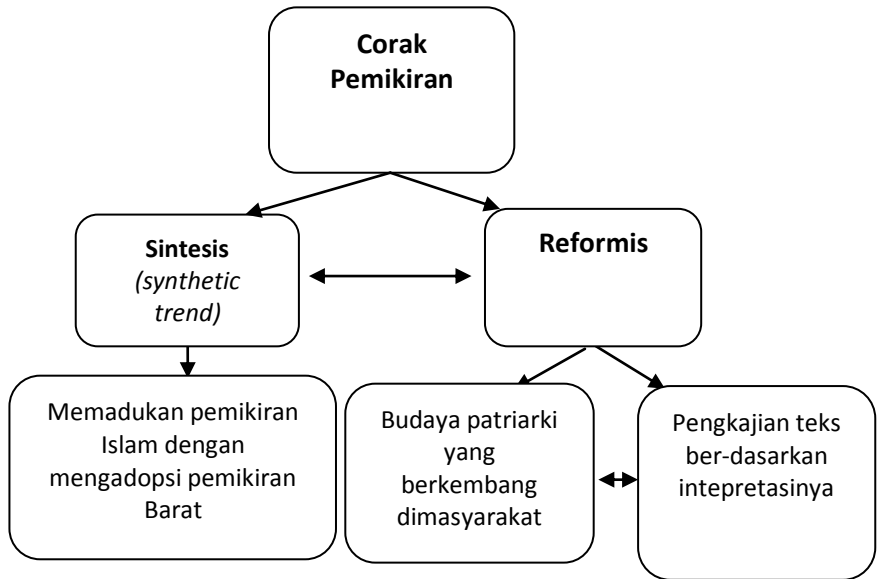 Corak
Pemikiran
Sintesis
(synthetic
trend)
Reformis
Memadukan pemikiran
Islam dengan
mengadopsi pemikiran
Barat
Budaya patriarki
yang
berkembang
dimasyarakat
Pengkajian teks
ber-dasarkan
intepretasinya